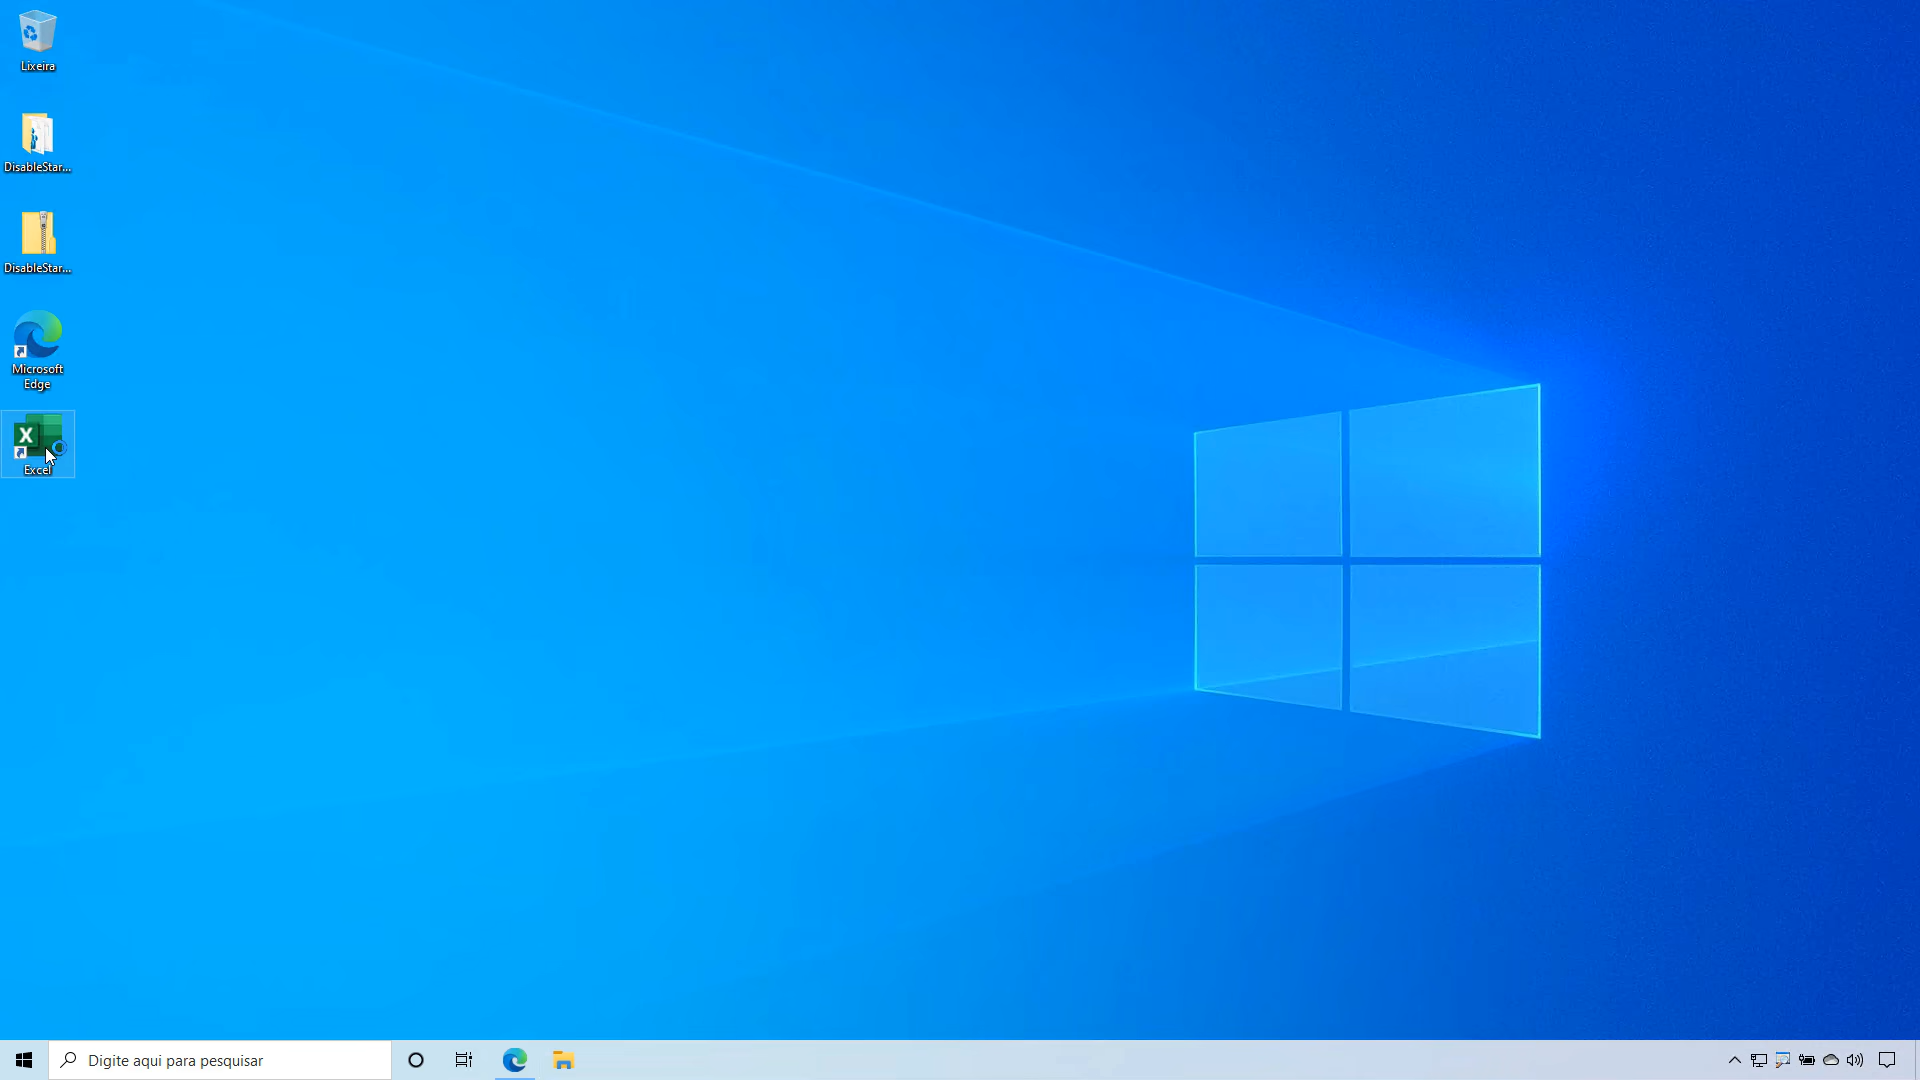 Lixeira
DisableStar...
DisableStar...
Microsoft
Edge
Excel
Digite aqui para pesquisar